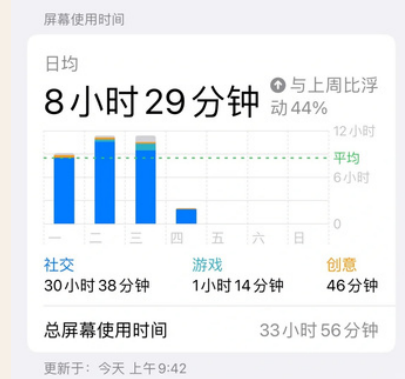 屏幕使用时间
日均
8小时29分钟
与上周比浮
动44%
12小时
平均
6小时
0
一 二 三 四 五 六 日
社交 游戏 创意
30小时38分钟 1小时14分钟 46分钟
总屏幕使用时间 33小时56分钟
更新于：今天 上午9:42